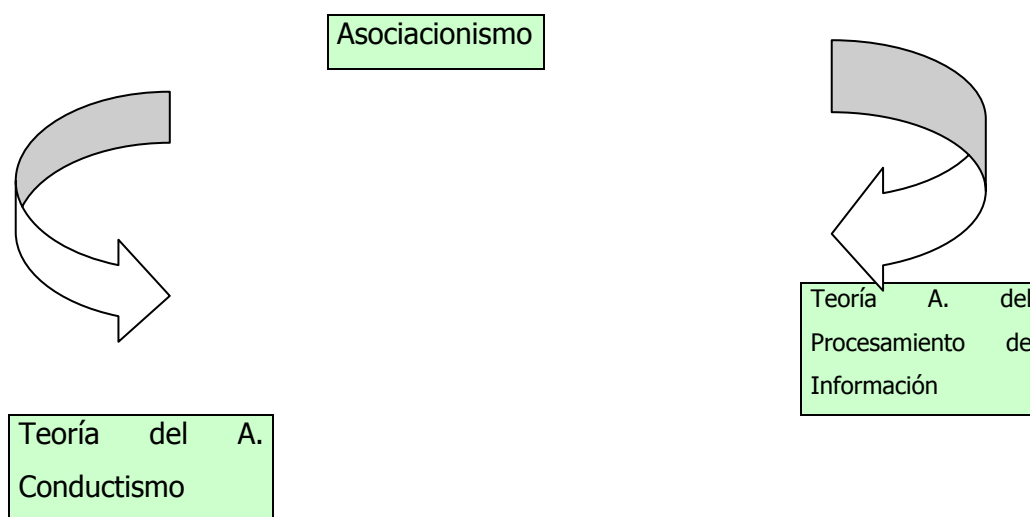 Asociacionismo
Teoría A. del
Procesamiento de
Información
Teoría del A.
Conductismo